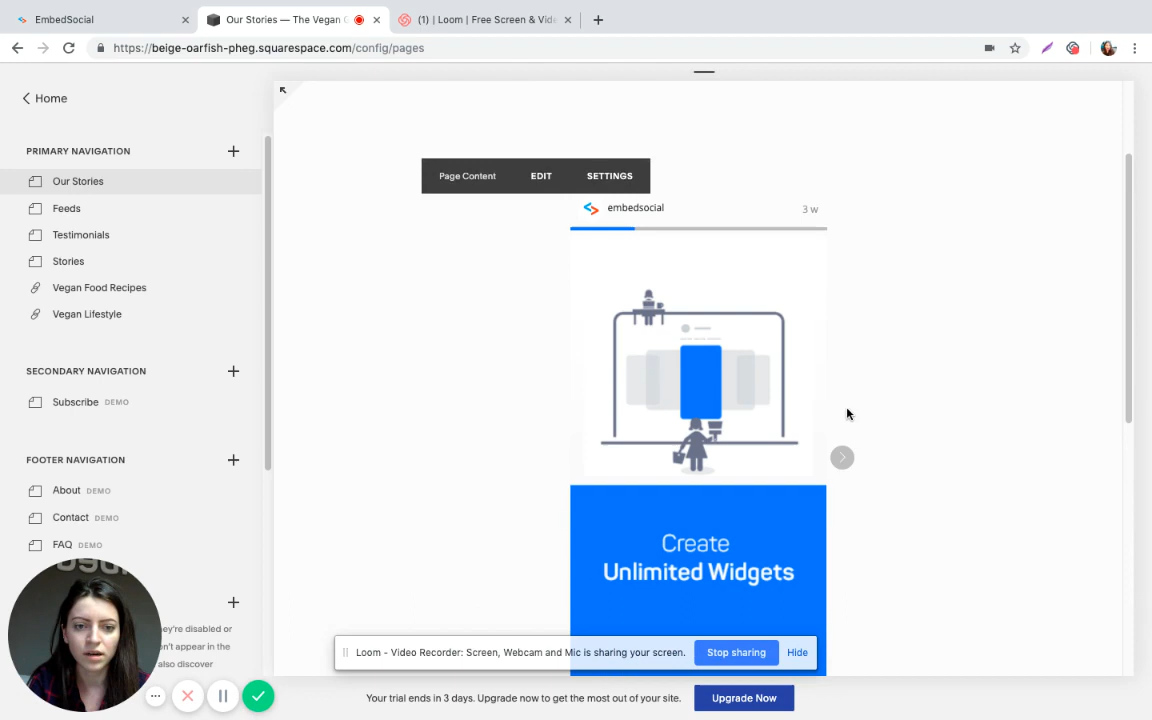 EmbedSocial
Our Stories — The Vegan
(1) | Loom | Free Screen & Vide
https://beige-oarfish-pheg.squarespace.com/config/pages
Home
PRIMARY NAVIGATION
Our Stories
Feeds
Testimonials
Stories
Vegan Food Recipes
Vegan Lifestyle
SECONDARY NAVIGATION
Subscribe DEMO
FOOTER NAVIGATION
About DEMO
Contact DEMO
FAQ DEMO
ey're disabled or
n't appear in the
also discover
Page Content EDIT SETTINGS
embedsocial 3 w
Create
Unlimited Widgets
Loom - Video Recorder: Screen, Webcam and Mic is sharing your screen. Stop sharing Hide
Your trial ends in 3 days. Upgrade now to get the most out of your site. Upgrade Now